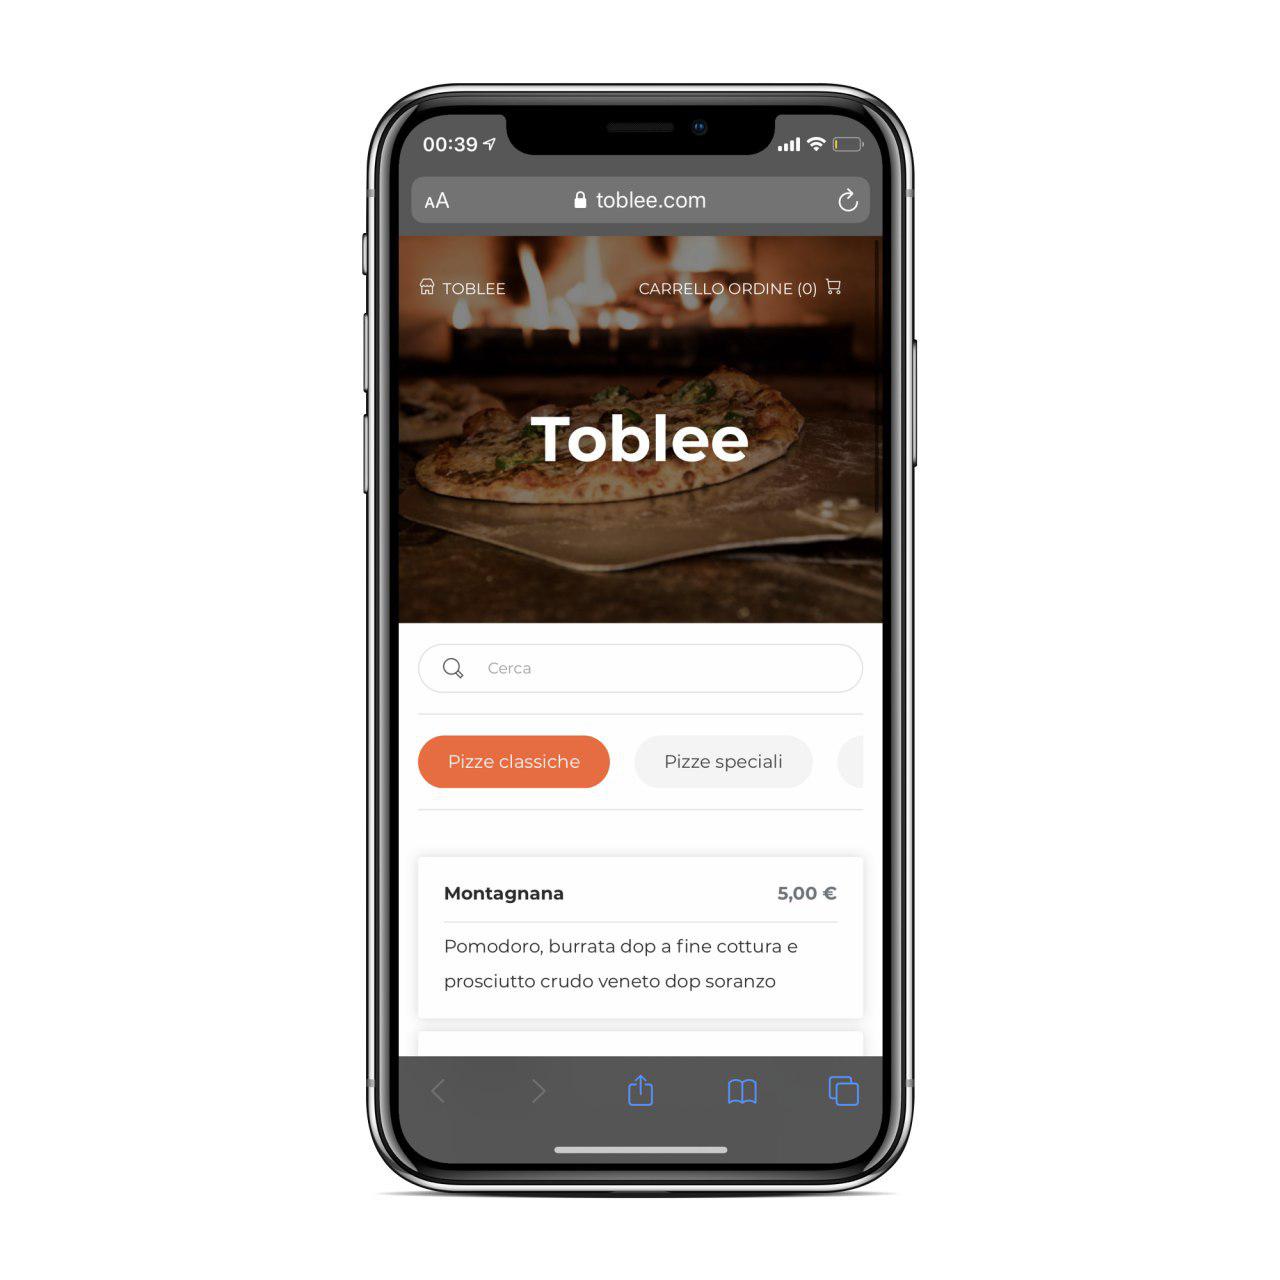 00:39
AA toblee.com
TOBLEE CARRELLO ORDINE (0)
Toblee
Cerca
Pizze classiche Pizze speciali
Montagnana 5,00 €
Pomodoro, burrata dop a fine cottura e
prosciutto crudo veneto dop soranzo